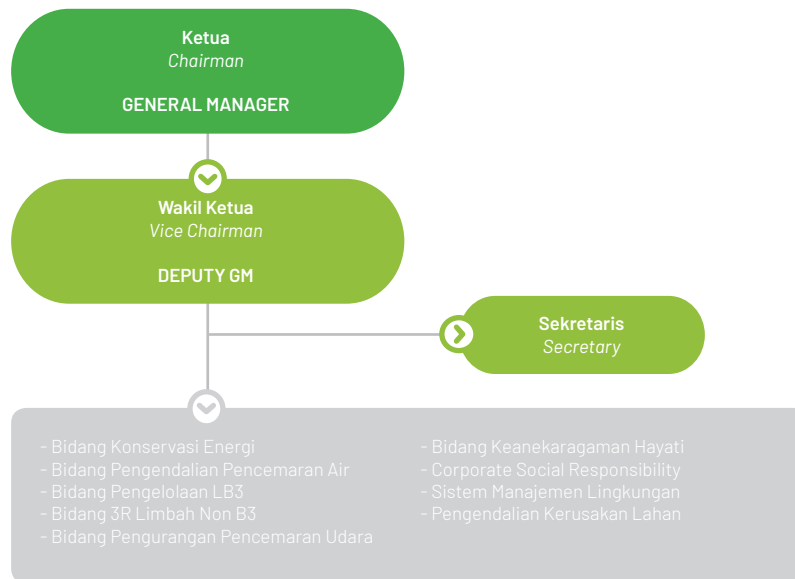 Ketua
Chairman
GENERAL MANAGER
Wakil Ketua
Vice Chairman
DEPUTY GM
Sekretaris
Secretary
- Bidang Konservasi Energi
- Bidang Pengendalian Pencemaran Air
- Bidang Pengelolaan LB3
- Bidang 3R Limbah Non B3
- Bidang Pengurangan Pencemaran Udara
- Bidang Keanekaragaman Hayati
- Corporate Social Responsibility
- Sistem Manajemen Lingkungan
- Pengendalian Kerusakan Lahan